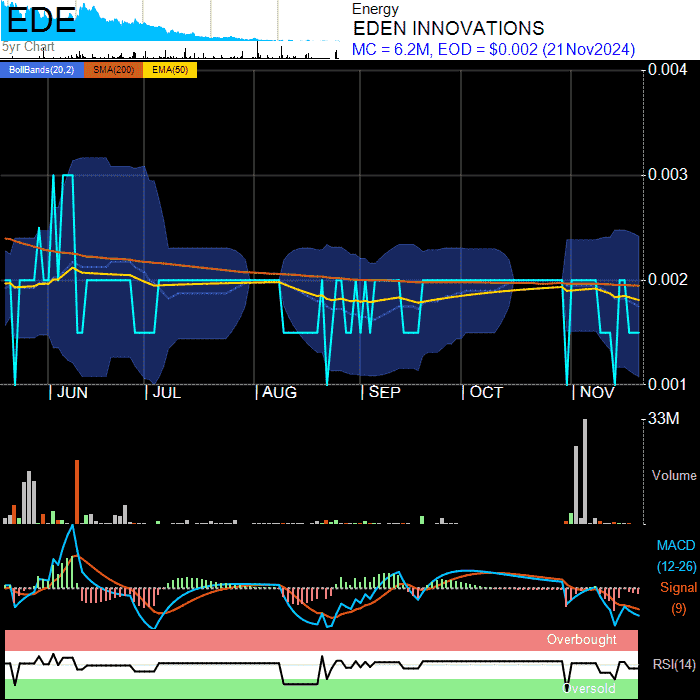 EDE
5yr Chart
Energy
EDEN INNOVATIONS
MC = 6.2M, EOD = $0.002 (21Nov2024)
BollBands(20,2) SMA(200) EMA(50)
0.004
0.003
0.002
0.001
| JUN | JUL | AUG | SEP | OCT | NOV
33M
Volume
MACD
(12-26)
Signal
(9)
Overbought
RSI(14)
Oversold